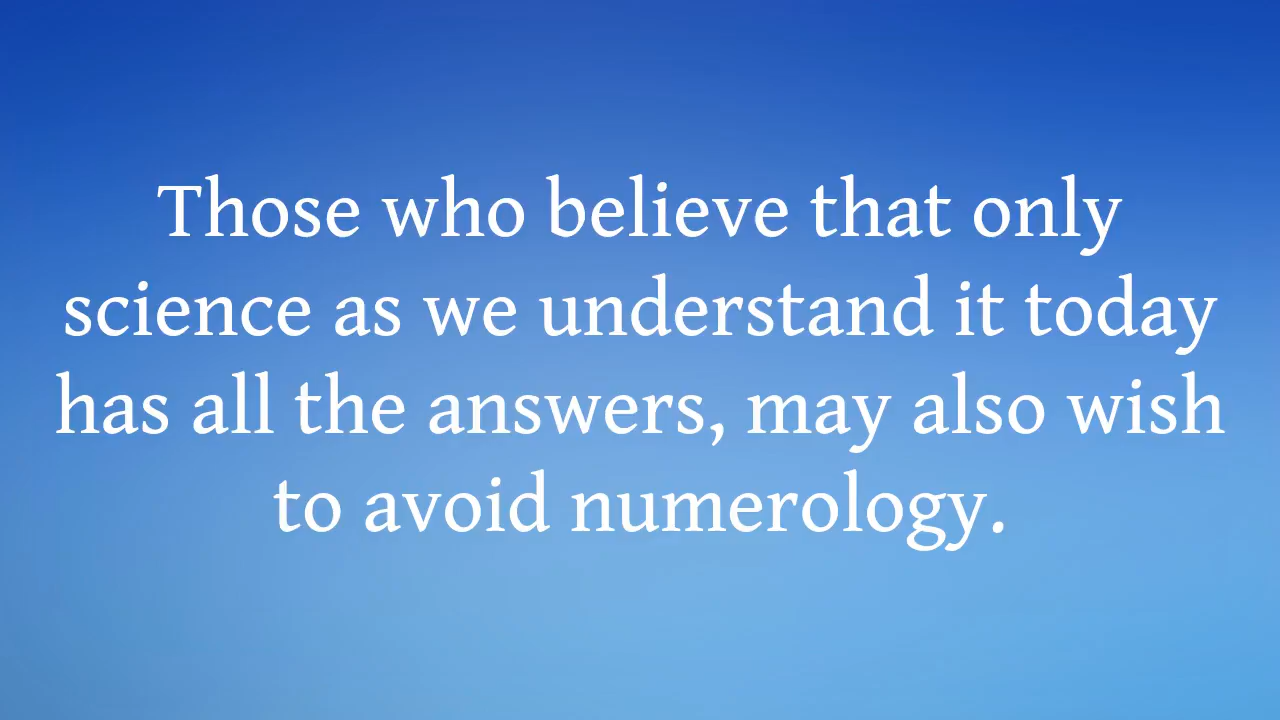 Those who believe that only
science as we understand it today
has all the answers, may also wish
to avoid numerology.